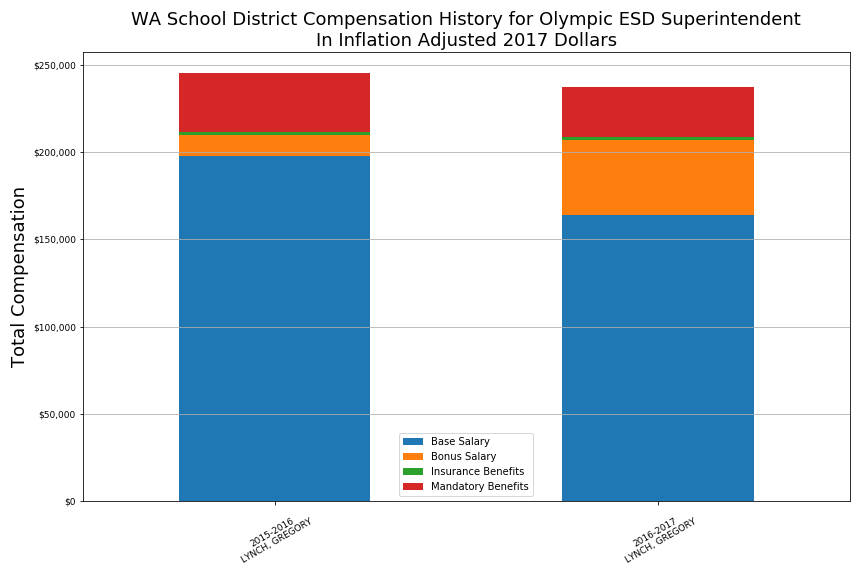 WA School District Compensation History for Olympic ESD Superintendent
In Inflation Adjusted 2017 Dollars
Total Compensation
$250,000
$200,000
$150,000
$100,000
$50,000
$0
Base Salary
Bonus Salary
Insurance Benefits
Mandatory Benefits
2015-2016
LYNCH, GREGORY
2016-2017
LYNCH, GREGORY